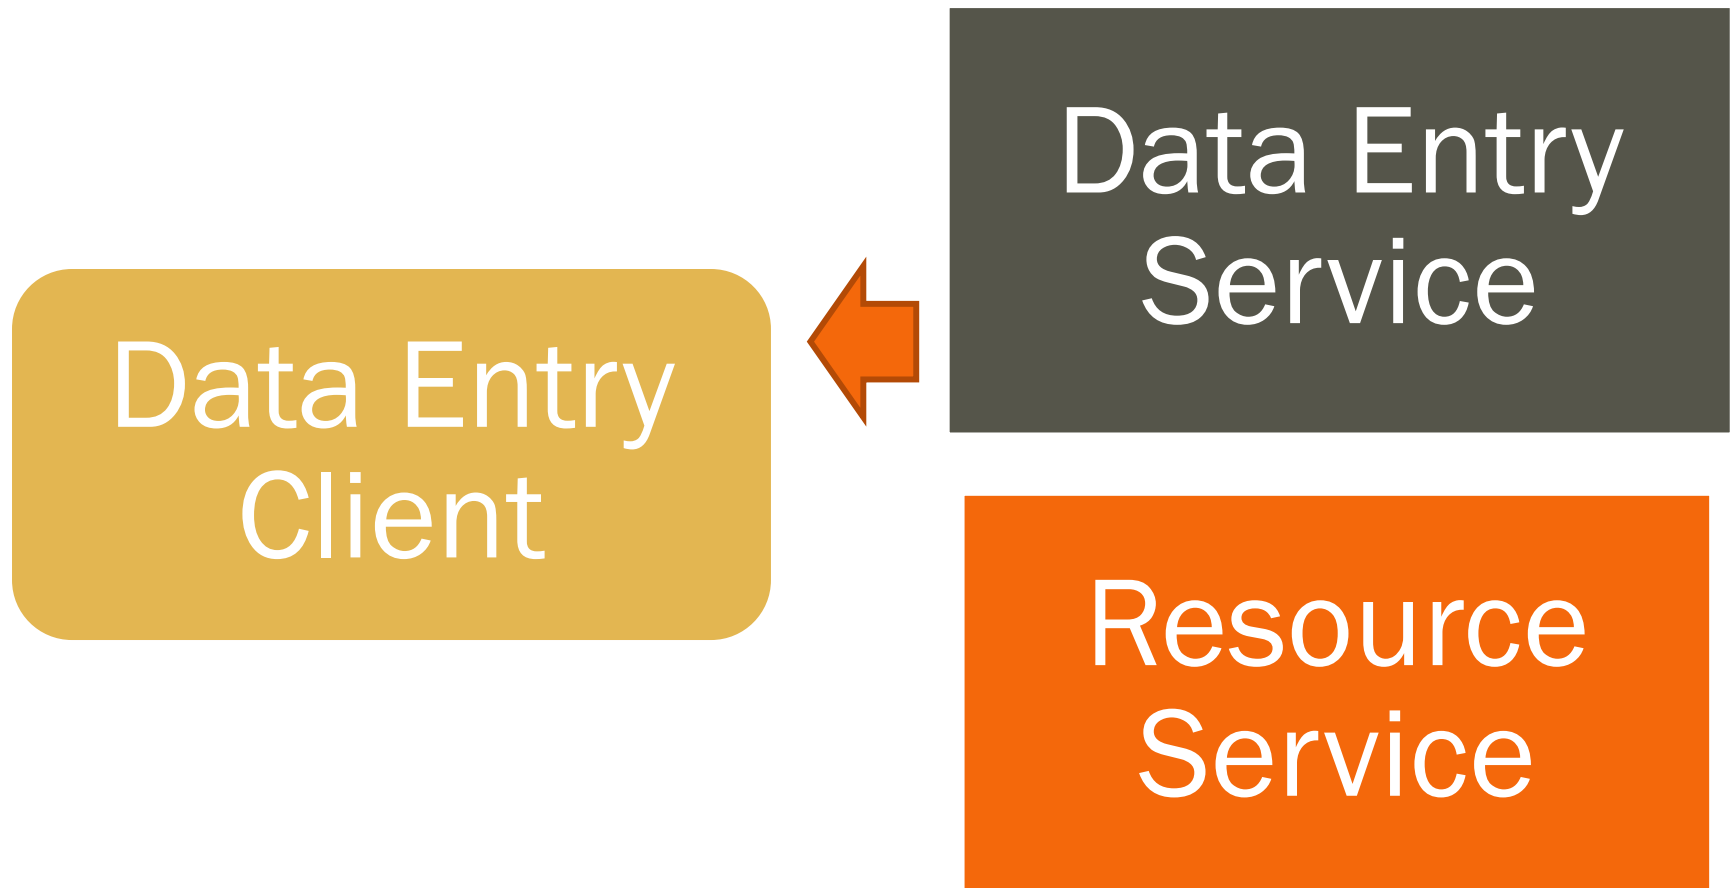 Data Entry
Service
Data Entry
Client
Resource
Service